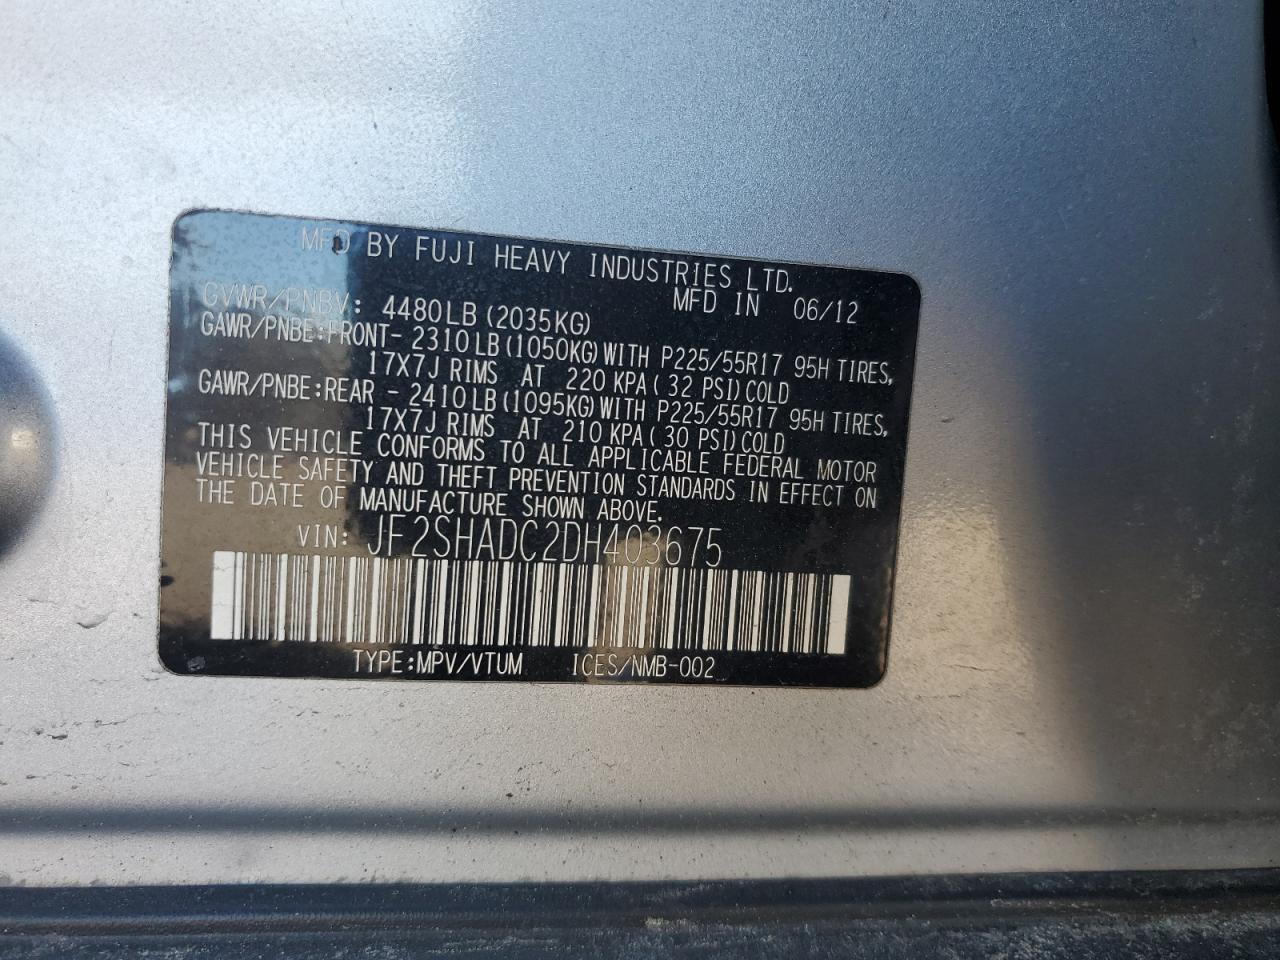 MFD BY FUJI HEAVY INDUSTRIES LTD.
MFD IN 06/12
GVWR/PNBV: 4480LB (2035KG)
GAWR/PNBE:FRONT- 2310LB(1050KG)WITH P225/55R17 95H TIRES,
17X7J RIMS AT 220 KPA( 32 PSI)COLD
GAWR/PNBE:REAR - 2410LB(1095KG)WITH P225/55R17 95H TIRES,
17X7J RIMS AT 210 KPA( 30 PSI)COLD
THIS VEHICLE CONFORMS TO ALL APPLICABLE FEDERAL MOTOR
VEHICLE SAFETY AND THEFT PREVENTION STANDARDS IN EFFECT ON
THE DATE OF MANUFACTURE SHOWN ABOVE.
VIN: JF2SHADC2DH403675
TYPE:MPV/VTUM ICES/NMB-002